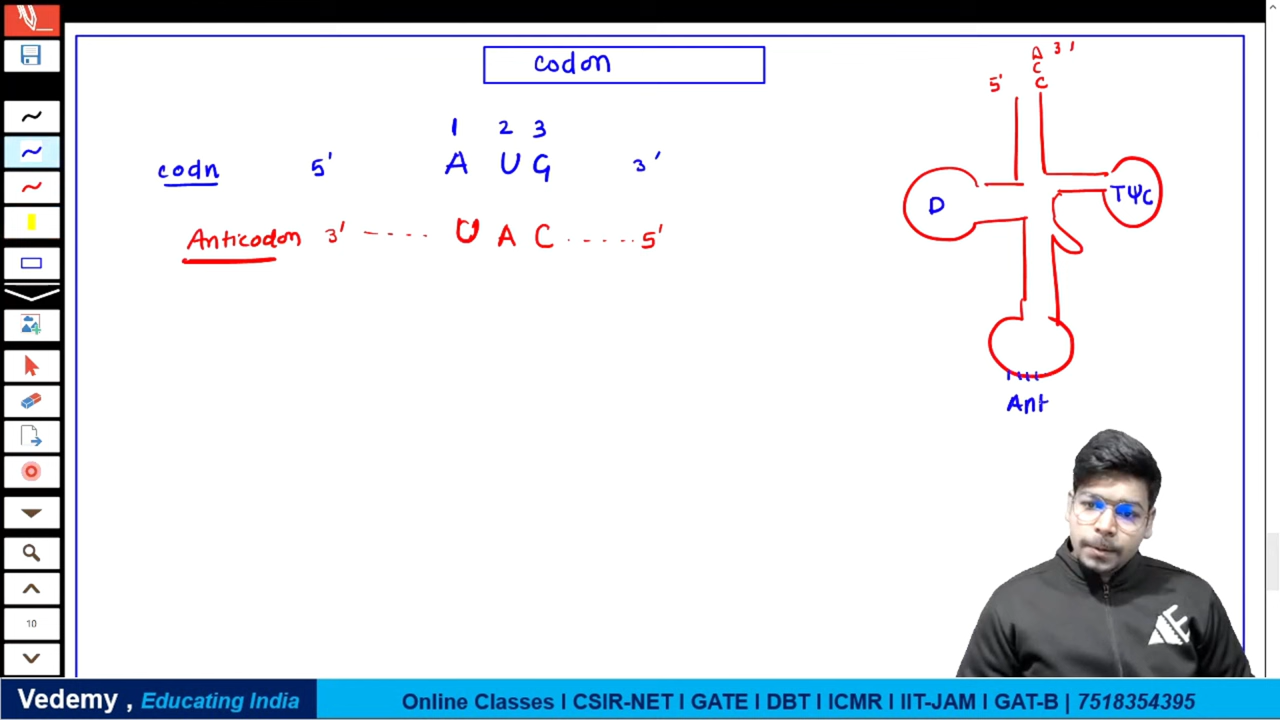 codon
1 2 3
codn 5' A U G 3'
Anticodon 3' ---- U A C ----- 5'
A 3'
C
5' C
D
TΨC
Ant
10
Vedemy , Educating India
Online Classes I CSIR-NET I GATE I DBT I ICMR I IIT-JAM I GAT-B I 7518354395